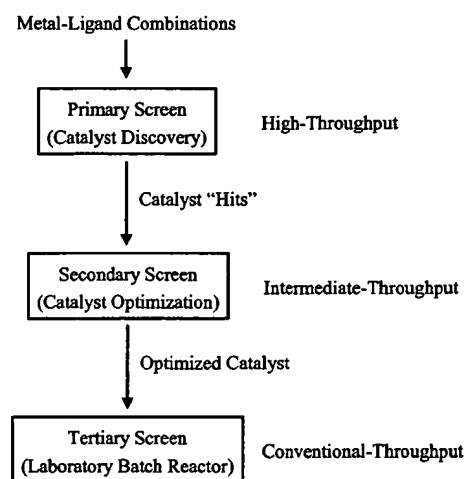 Metal-Ligand Combinations
Primary Screen
(Catalyst Discovery)
High-Throughput
Catalyst “Hits”
Secondary Screen
(Catalyst Optimization)
Intermediate-Throughput
Optimized Catalyst
Tertiary Screen
(Laboratory Batch Reactor)
Conventional-Throughput